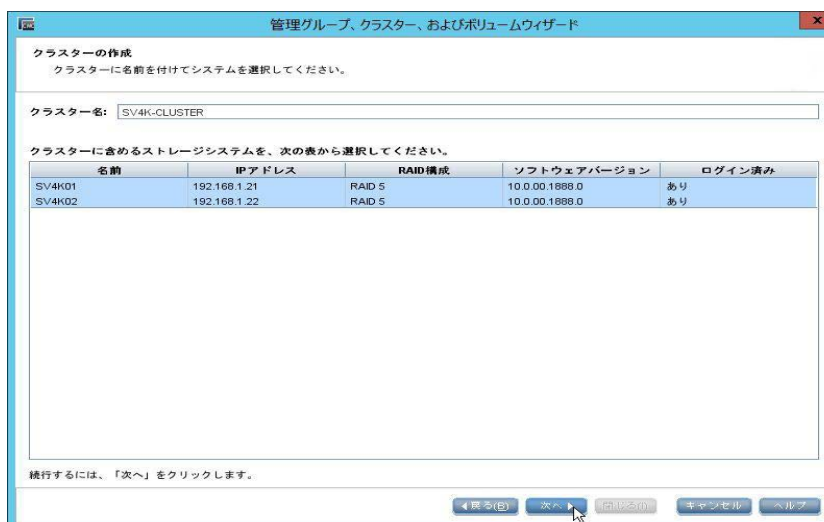 管理グループ、クラスター、およびボリュームウィザード
クラスターの作成
クラスターに名前を付けてシステムを選択してください。
クラスター名: SV4K-CLUSTER
クラスターに含めるストレージシステムを、次の表から選択してください。
名前 IPアドレス RAID構成 ソフトウェアバージョン ログイン済み
SV4K01 192.168.1.21 RAID 5 10.0.00.1888.0 あり
SV4K02 192.168.1.22 RAID 5 10.0.00.1888.0 あり
続行するには、「次へ」をクリックします。
戻る(B) 次へ キャンセル ヘルプ